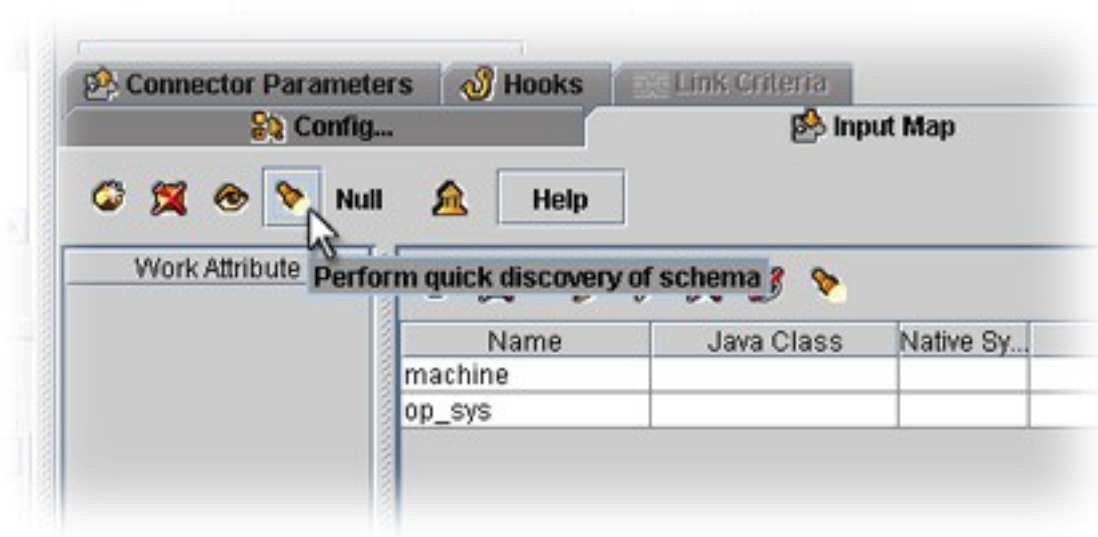 Connector Parameters Hooks Link Criteria
Config... Input Map
Null Help
Work Attribute
Perform quick discovery of schema
Name Java Class Native Sy...
machine
op_sys